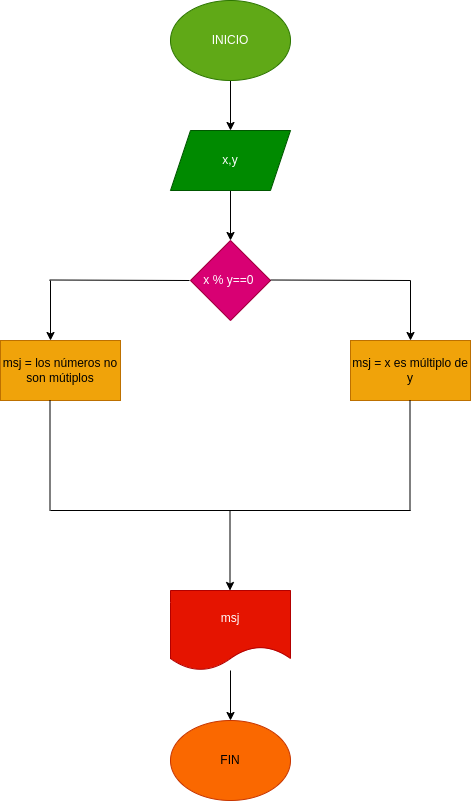 INICIO
x,y
x % y==0
msj = los números no
son mútiplos
msj = x es múltiplo de
y
msj
FIN